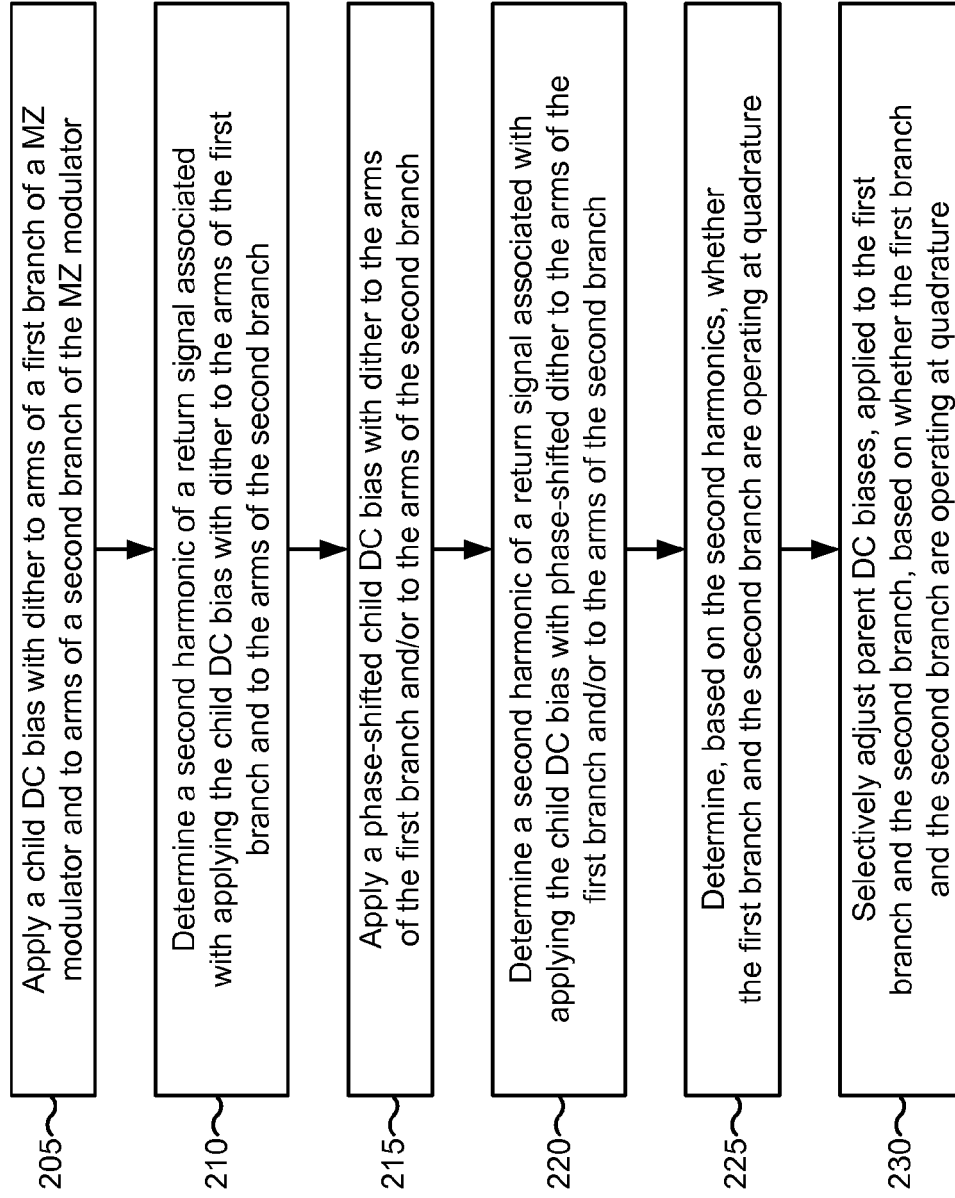 205
Apply a child DC bias with dither to arms of a first branch of a MZ
modulator and to arms of a second branch of the MZ modulator
210
Determine a second harmonic of a return signal associated
with applying the child DC bias with dither to the arms of the first
branch and to the arms of the second branch
215
Apply a phase-shifted child DC bias with dither to the arms
of the first branch and/or to the arms of the second branch
220
Determine a second harmonic of a return signal associated with
applying the child DC bias with phase-shifted dither to the arms of the
first branch and/or to the arms of the second branch
225
Determine, based on the second harmonics, whether
the first branch and the second branch are operating at quadrature
230
Selectively adjust parent DC biases, applied to the first
branch and the second branch, based on whether the first branch
and the second branch are operating at quadrature